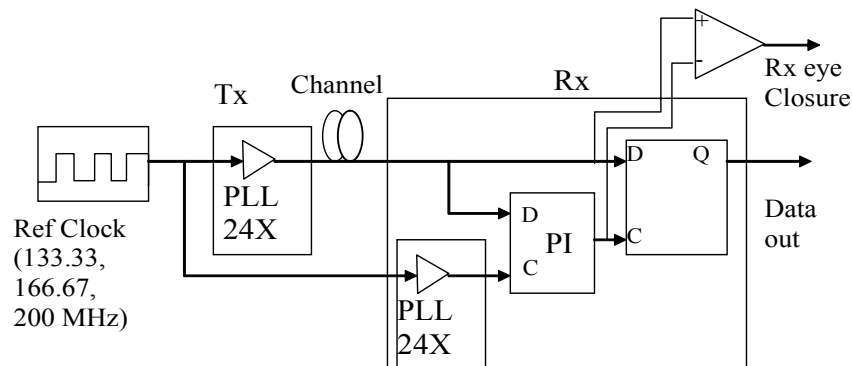 +
-
Rx eye
Closure
Tx
Channel
Rx
D
Q
C
PLL
24X
D
PI
C
Ref Clock
(133.33,
166.67,
200 MHz)
Data
out
PLL
24X